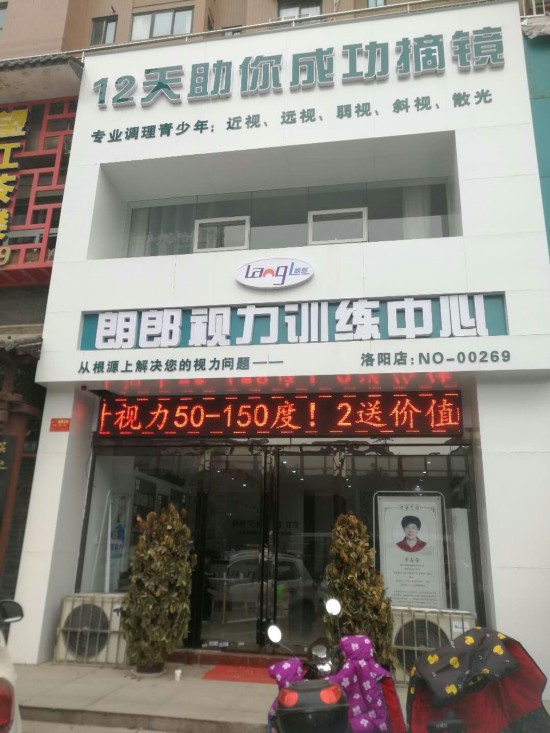 12天助你成功摘镜
专业调理青少年：近视、远视、弱视、斜视、散光
Langl 朗郎
朗郎视力训练中心
从根源上解决您的视力问题——
洛阳店：NO-00269
视力50-150度！2送价值